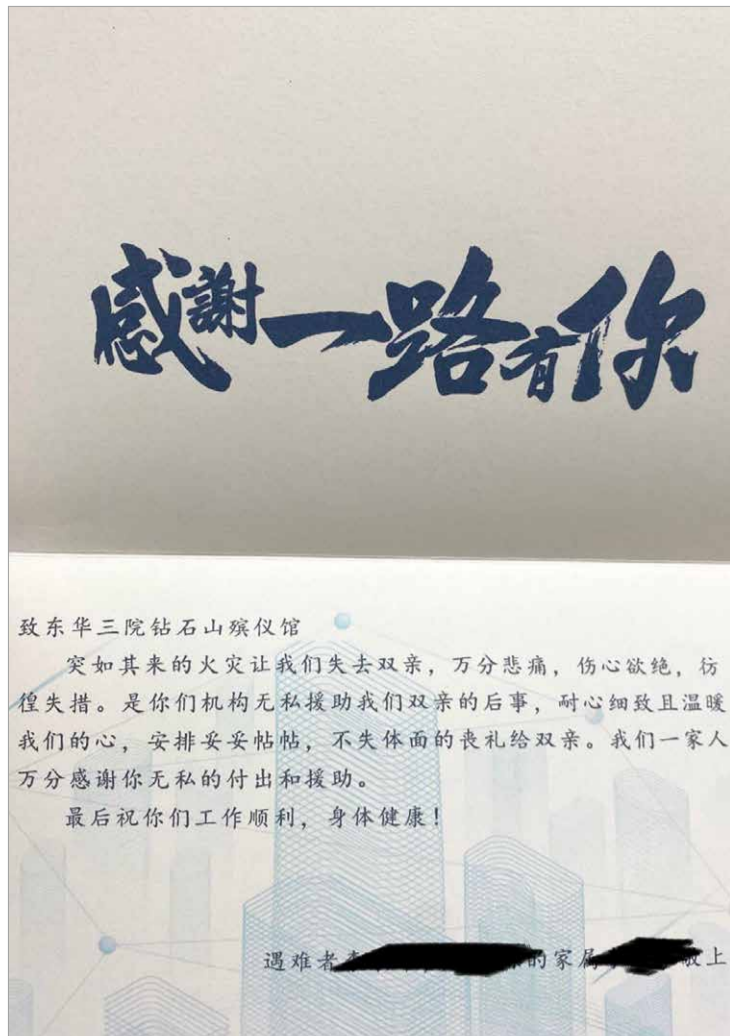 感謝一路有你
致东华三院钻石山殡仪馆
突如其来的火灾让我们失去双亲，万分悲痛，伤心欲绝，彷
徨失措。是你们机构无私援助我们双亲的后事，耐心细致且温暖
我们的心，安排妥妥帖帖，不失体面的丧礼给双亲。我们一家人
万分感谢你无私的付出和援助。
最后祝你们工作顺利，身体健康！
遇难者 的家属 敬上